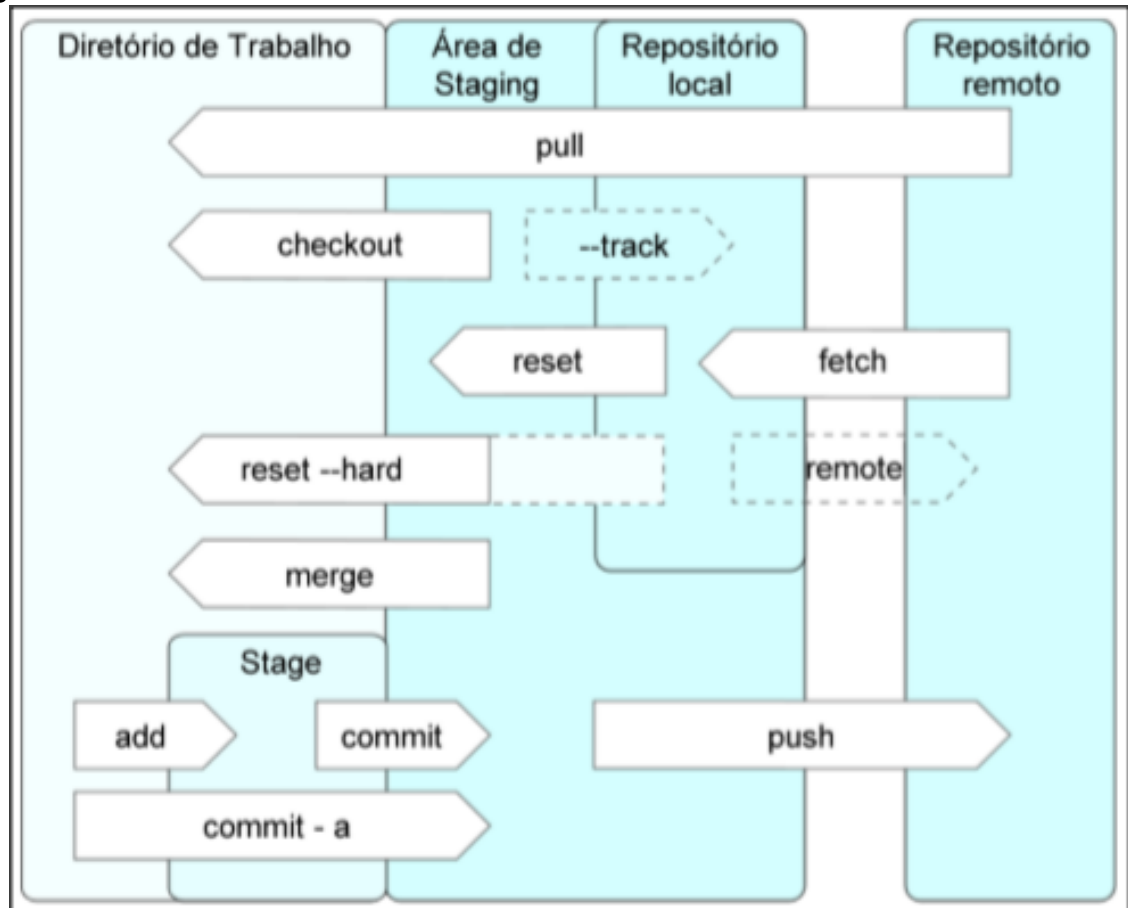 Diretório de Trabalho
Área de
Staging
Repositório
local
Repositório
remoto
pull
checkout
--track
reset
fetch
reset --hard
remote
merge
Stage
add
commit
push
commit - a